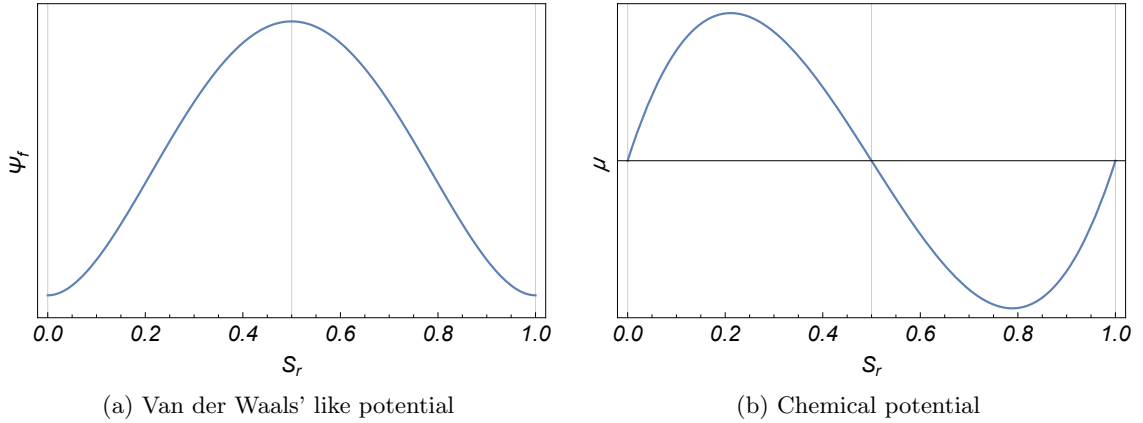 ψf
0.0 0.2 0.4 0.6 0.8 1.0
Sr
(a) Van der Waals' like potential
μ
0.0 0.2 0.4 0.6 0.8 1.0
Sr
(b) Chemical potential